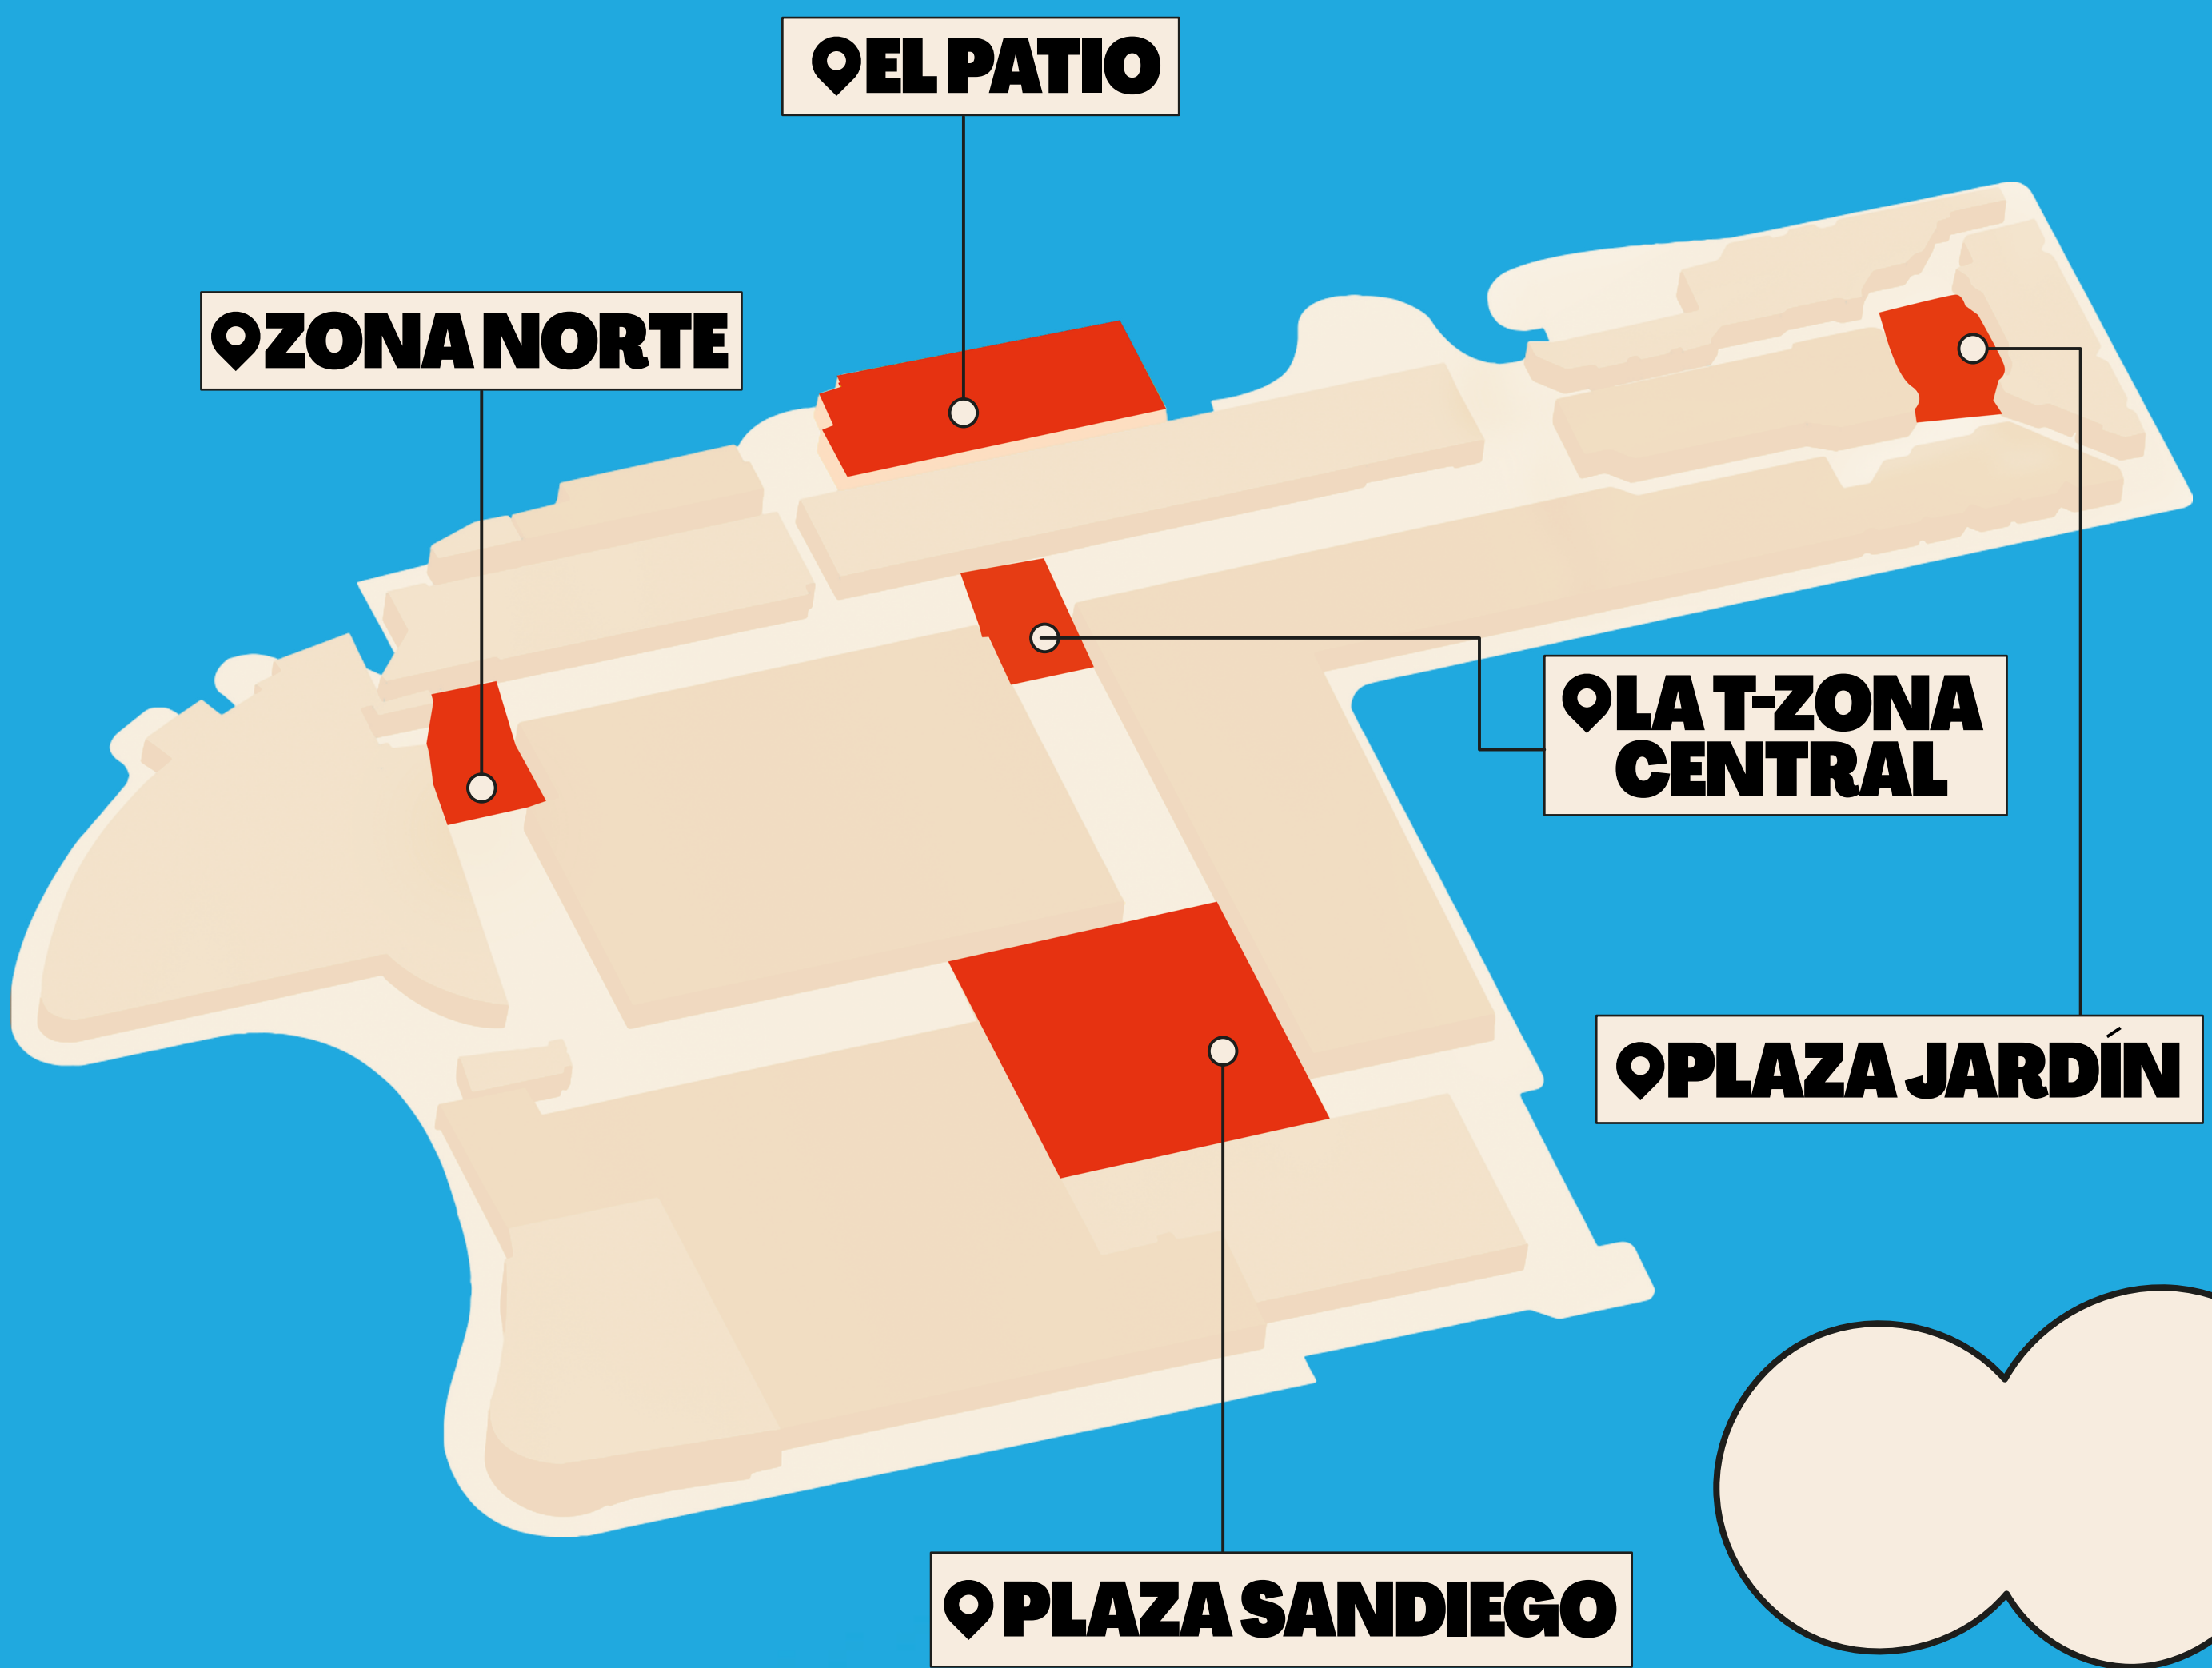 EL PATIO
ZONA NORTE
LA T-ZONA
CENTRAL
PLAZA JARDÍN
PLAZA SANDIEGO